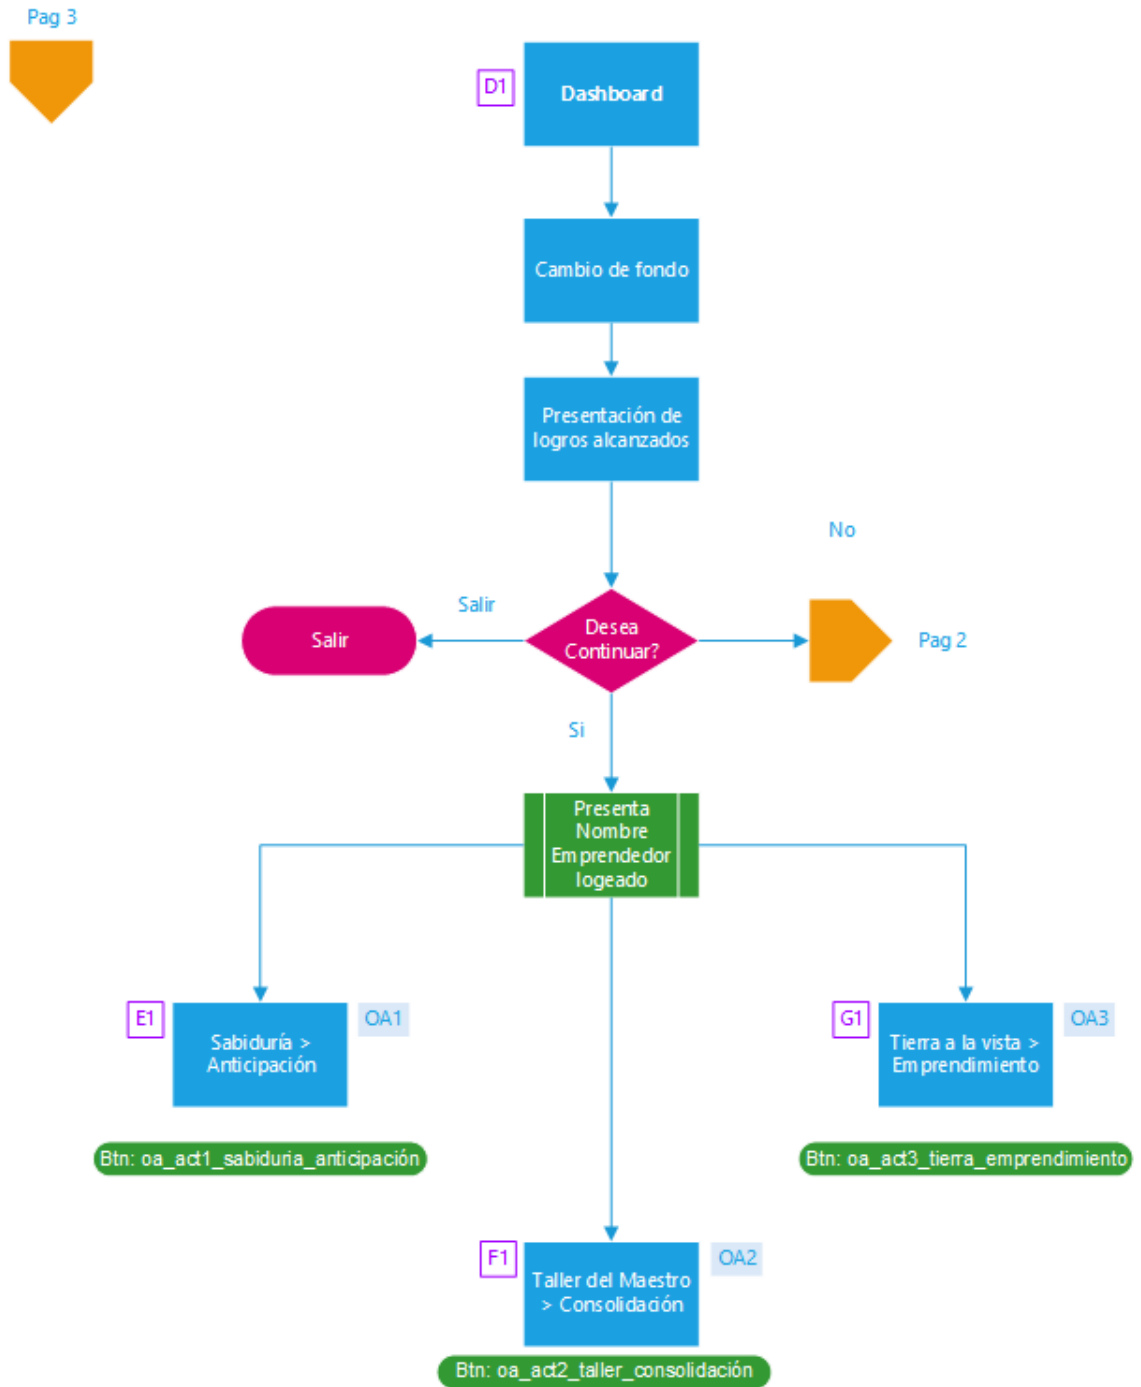 Pag 3
D1
Dashboard
Cambio de fondo
Presentación de
logros alcanzados
No
Salir
Salir
Desea
Continuar?
Pag 2
Si
Presenta
Nombre
Emprendedor
logeado
E1
Sabiduría >
Anticipación
OA1
G1
Tierra a la vista >
Emprendimiento
OA3
Btn: oa_act1_sabiduria_anticipación
Btn: oa_act3_tierra_emprendimiento
F1
Taller del Maestro
> Consolidación
OA2
Btn: oa_act2_taller_consolidación